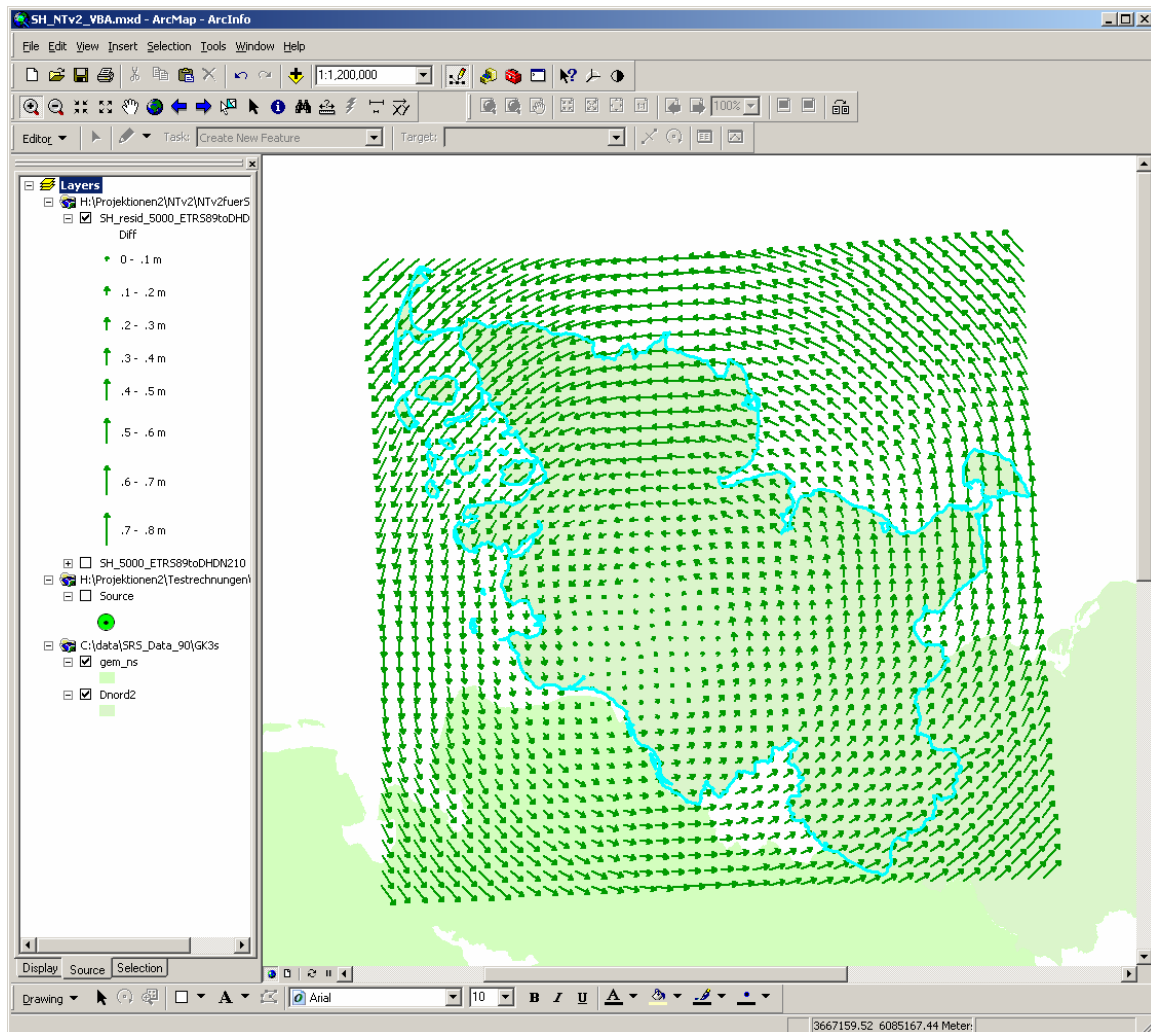 SH_NTv2_VBA.mxd - ArcMap - ArcInfo
File Edit View Insert Selection Tools Window Help
1:1,200,000
100%
Editor Task: Create New Feature Target:
Layers
H:\Projektionen2\NTv2\NTv2fuerS
SH_resid_5000_ETRS89toDHD
Diff
0 - .1 m
.1 - .2 m
.2 - .3 m
.3 - .4 m
.4 - .5 m
.5 - .6 m
.6 - .7 m
.7 - .8 m
SH_5000_ETRS89toDHDN210
H:\Projektionen2\Testrechnungen\
Source
C:\data\SRS_Data_90\GK3s
gem_ns
Dnord2
Display Source Selection
Drawing A Arial 10 B I U A
3667159.52 6085167.44 Meter